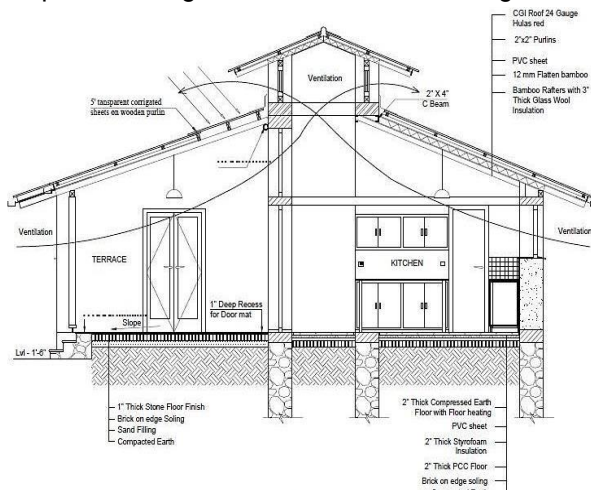 CGI Roof 24 Gauge
Hulas red
2"x2" Purlins
PVC sheet
12 mm Flatten bamboo
Bamboo Rafters with 3"
Thick Glass Wool
Insulation
Ventilation
2" X 4"
C Beam
5' tansparent corrigated
sheets on wooden purlin
Ventilation
Ventilation
TERRACE
KITCHEN
1" Deep Recess
for Door mat
Slope
Lvl - 1'-6"
1" Thick Stone Floor Finish
Brick on edge Soling
Sand Filling
Compacted Earth
2" Thick Compressed Earth
Floor with Floor heating
PVC sheet
2" Thick Styrofoam
Insulation
2" Thick PCC Floor
Brick on edge soling